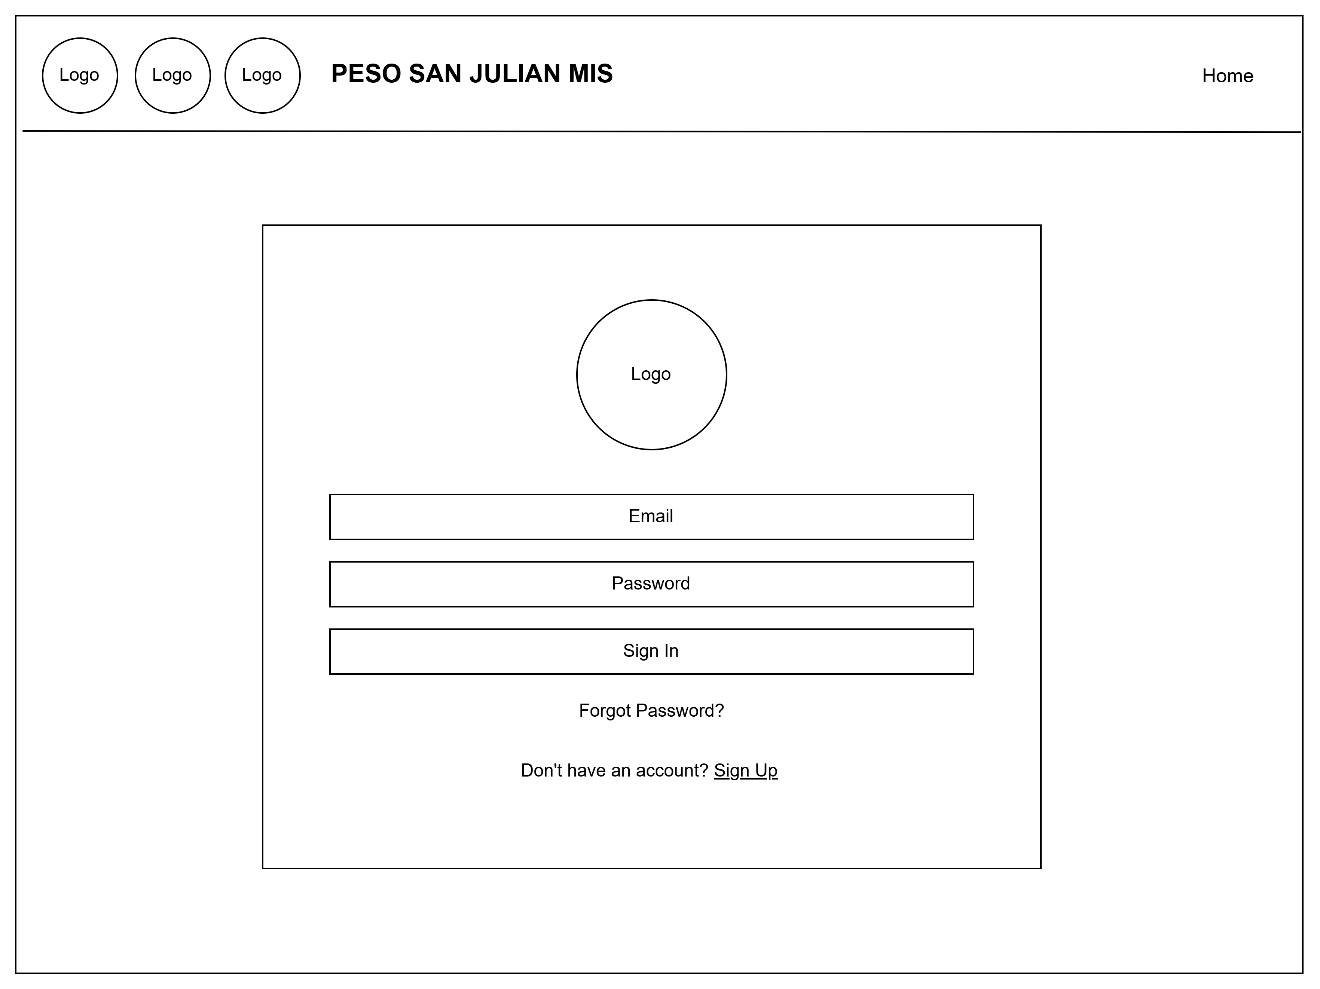 Logo Logo Logo PESO SAN JULIAN MIS Home
Logo
Email
Password
Sign In
Forgot Password?
Don't have an account? Sign Up